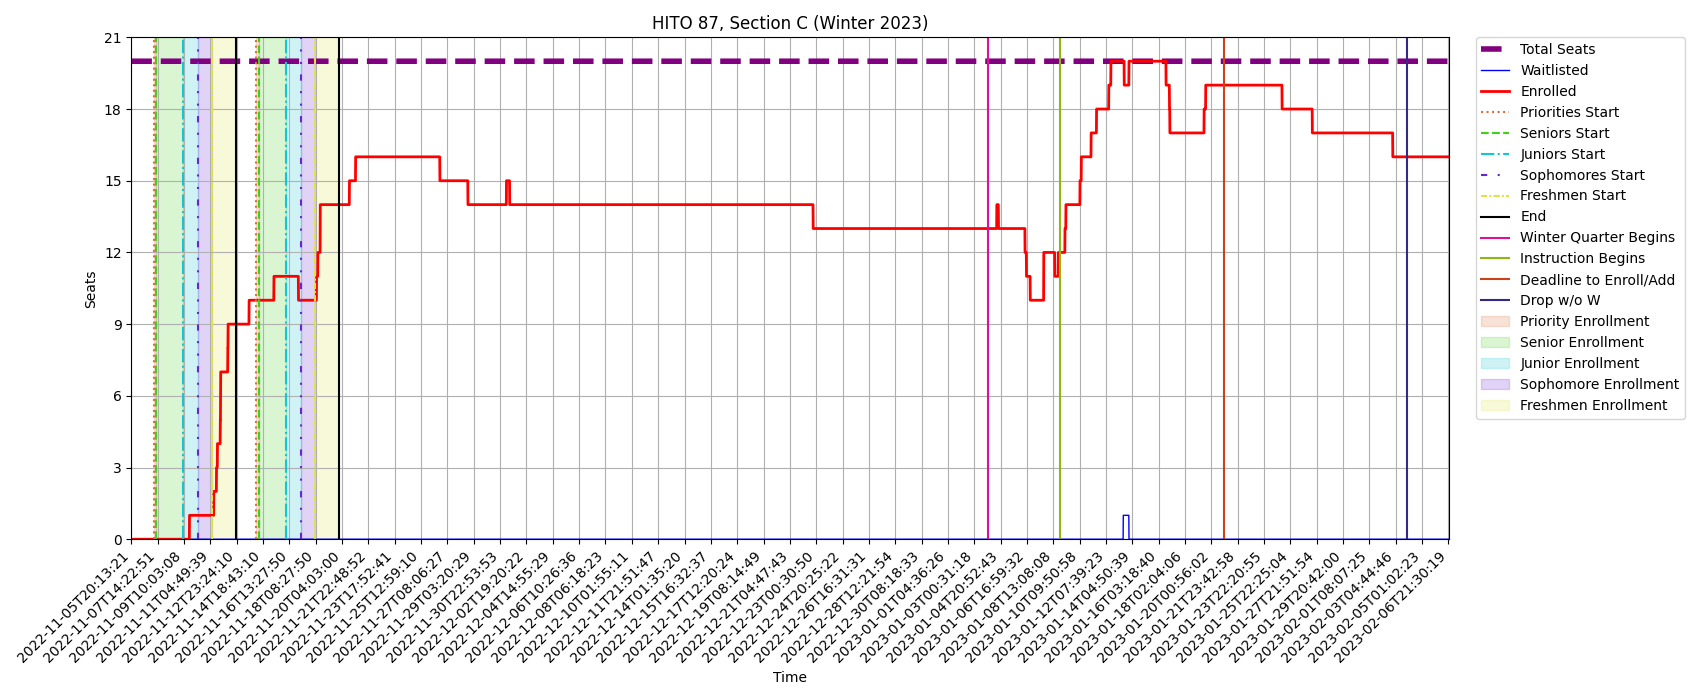 HITO 87, Section C (Winter 2023)
21
18
15
12
9
6
3
0
Seats
2022-11-05T20:13:21
2022-11-07T14:22:51
2022-11-09T10:03:08
2022-11-11T04:49:39
2022-11-12T23:24:10
2022-11-14T18:43:10
2022-11-16T13:27:50
2022-11-18T08:27:50
2022-11-20T04:03:00
2022-11-21T22:48:52
2022-11-23T17:52:41
2022-11-25T12:59:10
2022-11-27T08:06:27
2022-11-29T03:20:29
2022-11-30T22:53:53
2022-12-02T19:20:22
2022-12-04T14:55:29
2022-12-06T10:26:36
2022-12-08T06:18:23
2022-12-10T01:55:11
2022-12-11T21:51:47
2022-12-14T01:35:20
2022-12-15T16:32:37
2022-12-17T12:20:24
2022-12-19T08:14:49
2022-12-21T04:47:43
2022-12-23T00:30:50
2022-12-24T20:25:22
2022-12-26T16:31:31
2022-12-28T12:21:54
2022-12-30T08:18:33
2023-01-01T04:36:26
2023-01-03T00:31:18
2023-01-04T20:52:43
2023-01-06T16:59:32
2023-01-08T13:08:08
2023-01-10T09:50:58
2023-01-12T07:39:23
2023-01-14T04:50:39
2023-01-16T03:18:40
2023-01-18T02:04:06
2023-01-20T00:56:02
2023-01-21T23:42:58
2023-01-23T22:20:55
2023-01-25T22:25:04
2023-01-27T21:51:54
2023-01-29T20:42:00
2023-02-01T08:07:25
2023-02-03T04:44:46
2023-02-05T01:02:23
2023-02-06T21:30:19
Time
Total Seats
Waitlisted
Enrolled
Priorities Start
Seniors Start
Juniors Start
Sophomores Start
Freshmen Start
End
Winter Quarter Begins
Instruction Begins
Deadline to Enroll/Add
Drop w/o W
Priority Enrollment
Senior Enrollment
Junior Enrollment
Sophomore Enrollment
Freshmen Enrollment